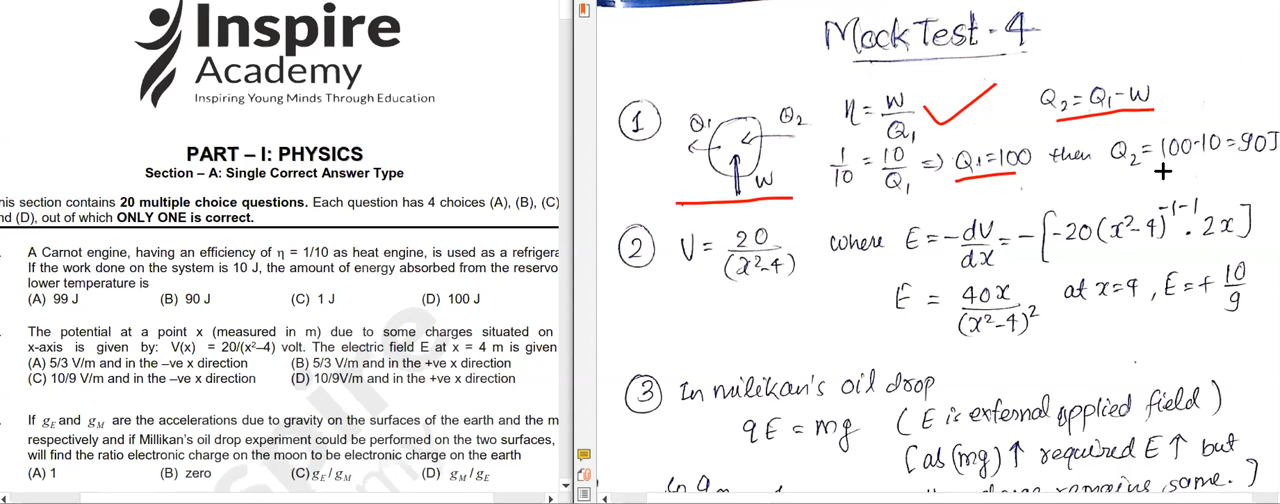 Inspire
Academy
Inspiring Young Minds Through Education
PART – I: PHYSICS
Section – A: Single Correct Answer Type
his section contains 20 multiple choice questions. Each question has 4 choices (A), (B), (C)
nd (D), out of which ONLY ONE is correct.
A Carnot engine, having an efficiency of η = 1/10 as heat engine, is used as a refrigera
If the work done on the system is 10 J, the amount of energy absorbed from the reservo
lower temperature is
(A) 99 J (B) 90 J (C) 1 J (D) 100 J
The potential at a point x (measured in m) due to some charges situated on
x-axis is given by: V(x) = 20/(x²–4) volt. The electric field E at x = 4 m is given
(A) 5/3 V/m and in the –ve x direction (B) 5/3 V/m and in the +ve x direction
(C) 10/9 V/m and in the –ve x direction (D) 10/9V/m and in the +ve x direction
If gE and gM are the accelerations due to gravity on the surfaces of the earth and the m
respectively and if Millikan's oil drop experiment could be performed on the two surfaces,
will find the ratio electronic charge on the moon to be electronic charge on the earth
(A) 1 (B) zero (C) gE / gM (D) gM / gE
Mock Test - 4
① Q1 Q2 W η = W/Q1 Q2 = Q1 - W
1/10 = 10/Q1 ⇒ Q1 = 100 then Q2 = 100 - 10 = 90J
② V = 20/(x²-4) where E = -dV/dx = -[-20(x²-4)⁻¹⁻¹ · 2x]
E = 40x/(x²-4)² at x=4, E = + 10/9
③ In milikan's oil drop
qE = mg (E is external applied field)
[as (mg) ↑ required E ↑ but
remains same.]